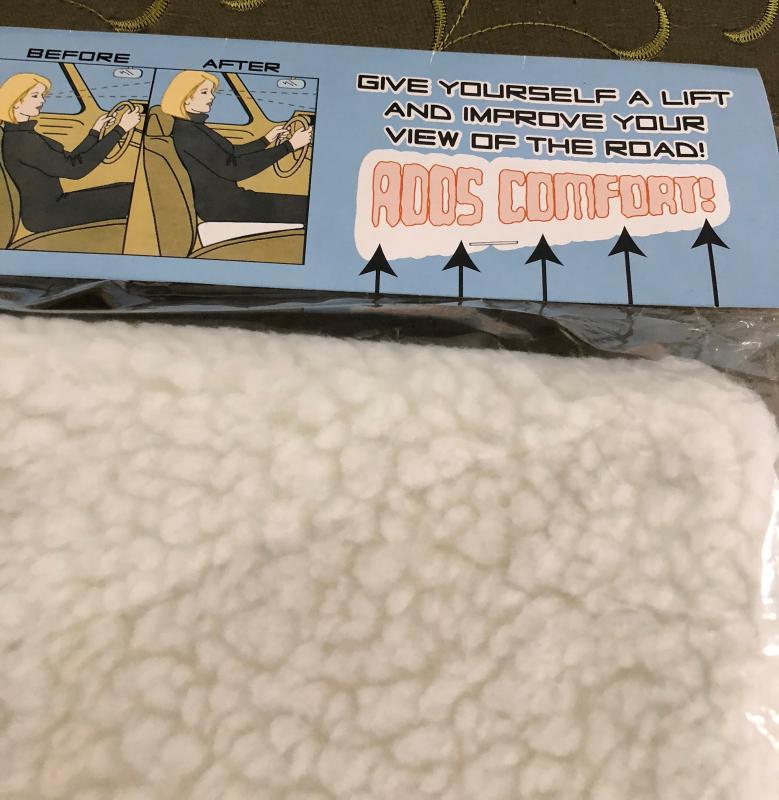 BEFORE
AFTER
GIVE YOURSELF A LIFT
AND IMPROVE YOUR
VIEW OF THE ROAD!
ADDS COMFORT!